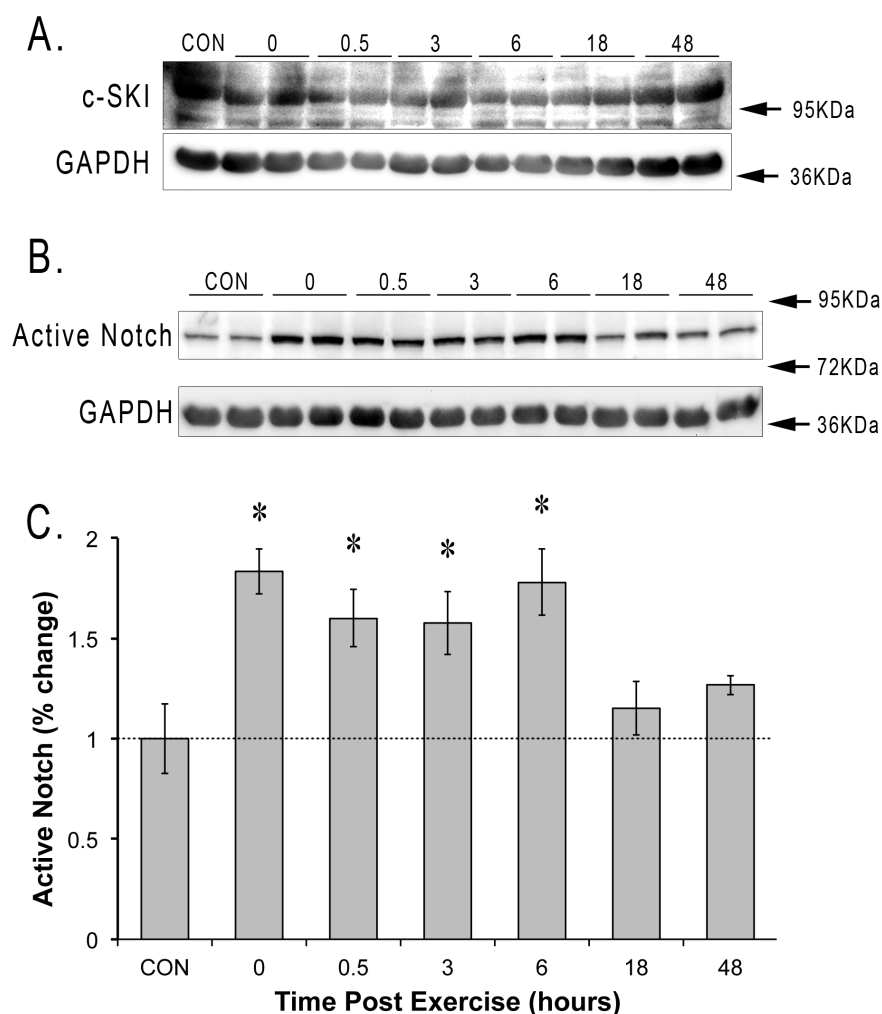 A.
CON 0 0.5 3 6 18 48
c-SKI
95KDa
GAPDH
36KDa
B.
CON 0 0.5 3 6 18 48
95KDa
Active Notch
72KDa
GAPDH
36KDa
C.
* * * *
2
1.5
1
0.5
0
Active Notch (% change)
CON 0 0.5 3 6 18 48
Time Post Exercise (hours)